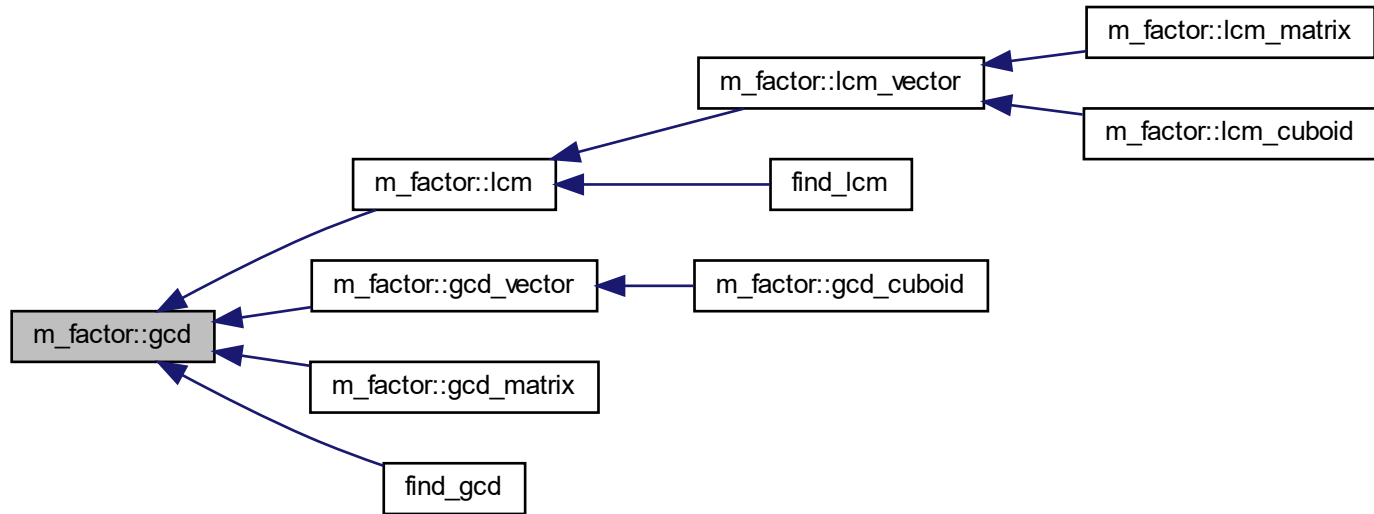 m_factor::lcm_matrix
m_factor::lcm_vector
m_factor::lcm_cuboid
m_factor::lcm
find_lcm
m_factor::gcd_vector
m_factor::gcd_cuboid
m_factor::gcd
m_factor::gcd_matrix
find_gcd